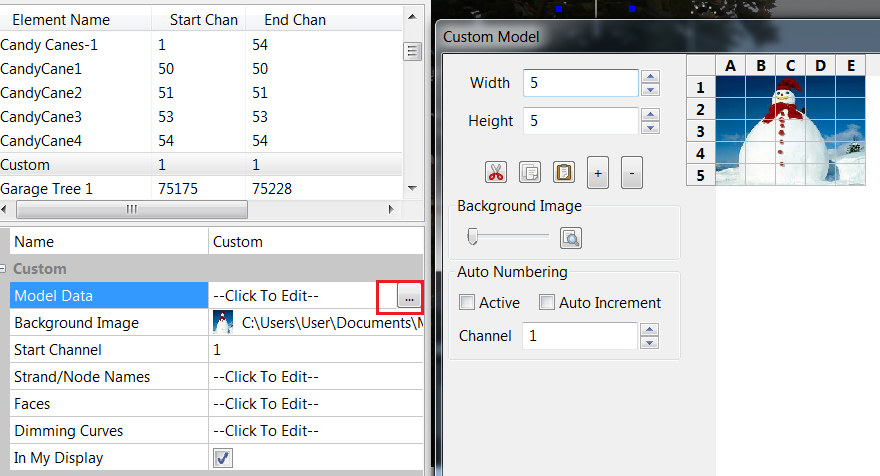 Element Name Start Chan End Chan
Candy Canes-1 1 54
CandyCane1 50 50
CandyCane2 51 51
CandyCane3 53 53
CandyCane4 54 54
Custom 1 1
Garage Tree 1 75175 75228
Name Custom
Custom
Model Data --Click To Edit-- ...
Background Image C:\Users\User\Documents\M
Start Channel 1
Strand/Node Names --Click To Edit--
Faces --Click To Edit--
Dimming Curves --Click To Edit--
In My Display
Custom Model
Width 5
Height 5
+ -
Background Image
Auto Numbering
Active Auto Increment
Channel 1
A B C D E
1
2
3
4
5